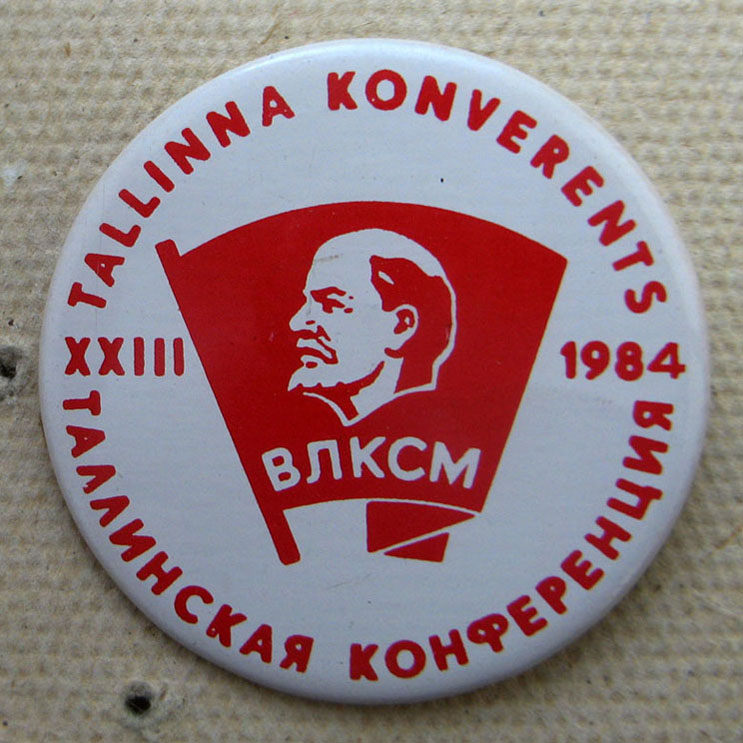 TALLINNA KONVERENTS
XXIII
1984
ВЛКСМ
ТАЛЛИНСКАЯ КОНФЕРЕНЦИЯ